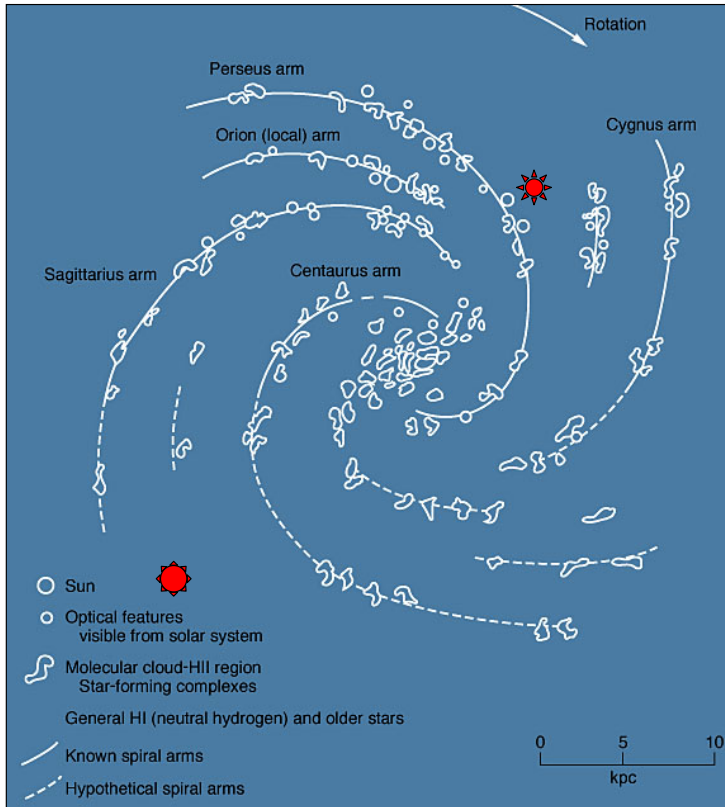 Rotation
Perseus arm
Orion (local) arm
Cygnus arm
Sagittarius arm
Centaurus arm
Sun
Optical features
visible from solar system
Molecular cloud-HII region
Star-forming complexes
General HI (neutral hydrogen) and older stars
Known spiral arms
Hypothetical spiral arms
0 5 10
kpc